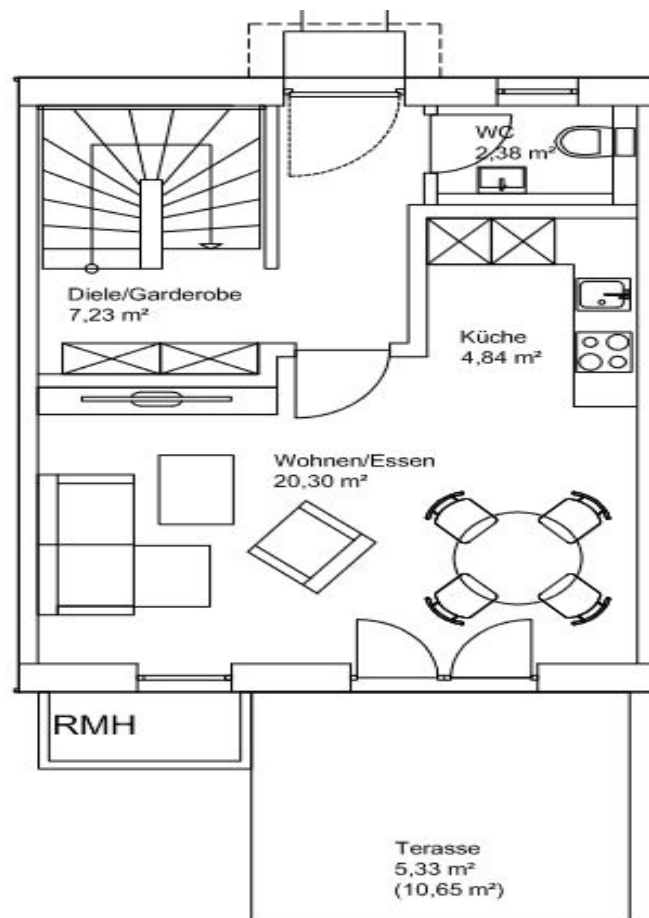 WC
2,38 m²
Diele/Garderobe
7,23 m²
Küche
4,84 m²
Wohnen/Essen
20,30 m²
RMH
Terasse
5,33 m²
(10,65 m²)